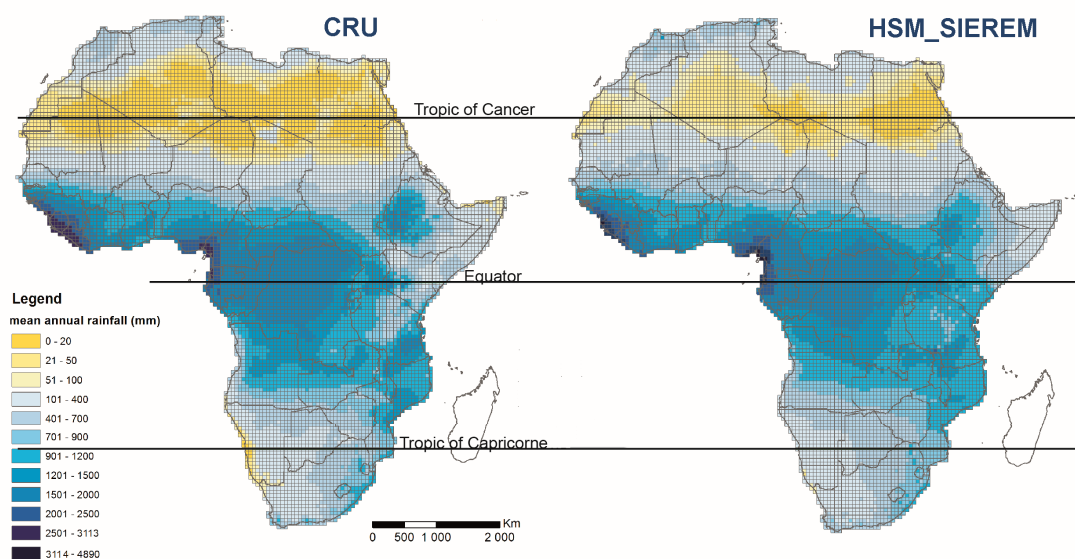 CRU
HSM_SIEREM
Tropic of Cancer
Equator
Legend
mean annual rainfall (mm)
0 - 20
21 - 50
51 - 100
101 - 400
401 - 700
701 - 900
901 - 1200
1201 - 1500
1501 - 2000
2001 - 2500
2501 - 3113
3114 - 4890
Tropic of Capricorne
Km
0 500 1 000 2 000